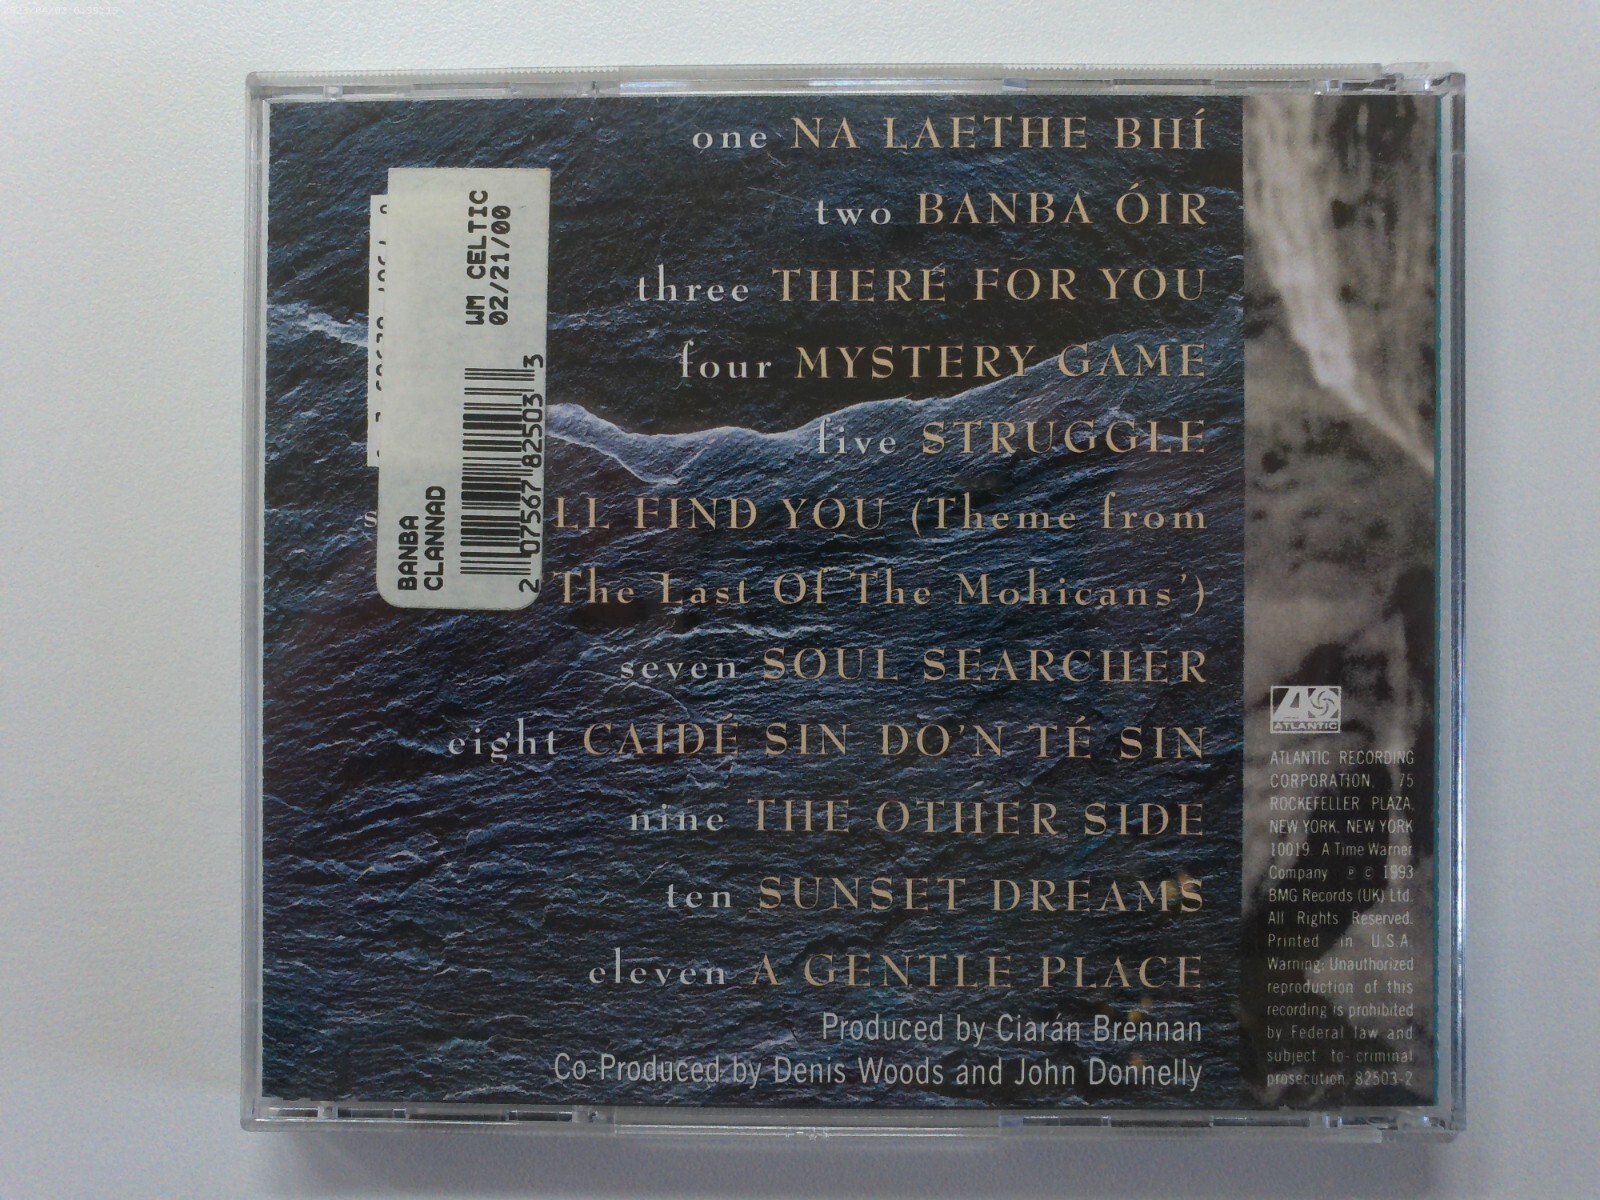 one NA LAETHE BHÍ
two BANBA ÓIR
three THERE FOR YOU
four MYSTERY GAME
five STRUGGLE
LL FIND YOU (Theme from
The Last Of The Mohicans')
seven SOUL SEARCHER
eight CAIDÉ SIN DO'N TÉ SIN
nine THE OTHER SIDE
ten SUNSET DREAMS
eleven A GENTLE PLACE
Produced by Ciarán Brennan
Co-Produced by Denis Woods and John Donnelly
BANBA
CLANNAD
WM CELTIC
02/21/00
2 07567 82503 3
ATLANTIC
ATLANTIC RECORDING
CORPORATION, 75
ROCKEFELLER PLAZA,
NEW YORK, NEW YORK
10019 A Time Warner
Company ℗ © 1993
BMG Records (UK) Ltd.
All Rights Reserved.
Printed in U.S.A.
Warning: Unauthorized
reproduction of this
recording is prohibited
by Federal law and
subject to criminal
prosecution. 82503-2